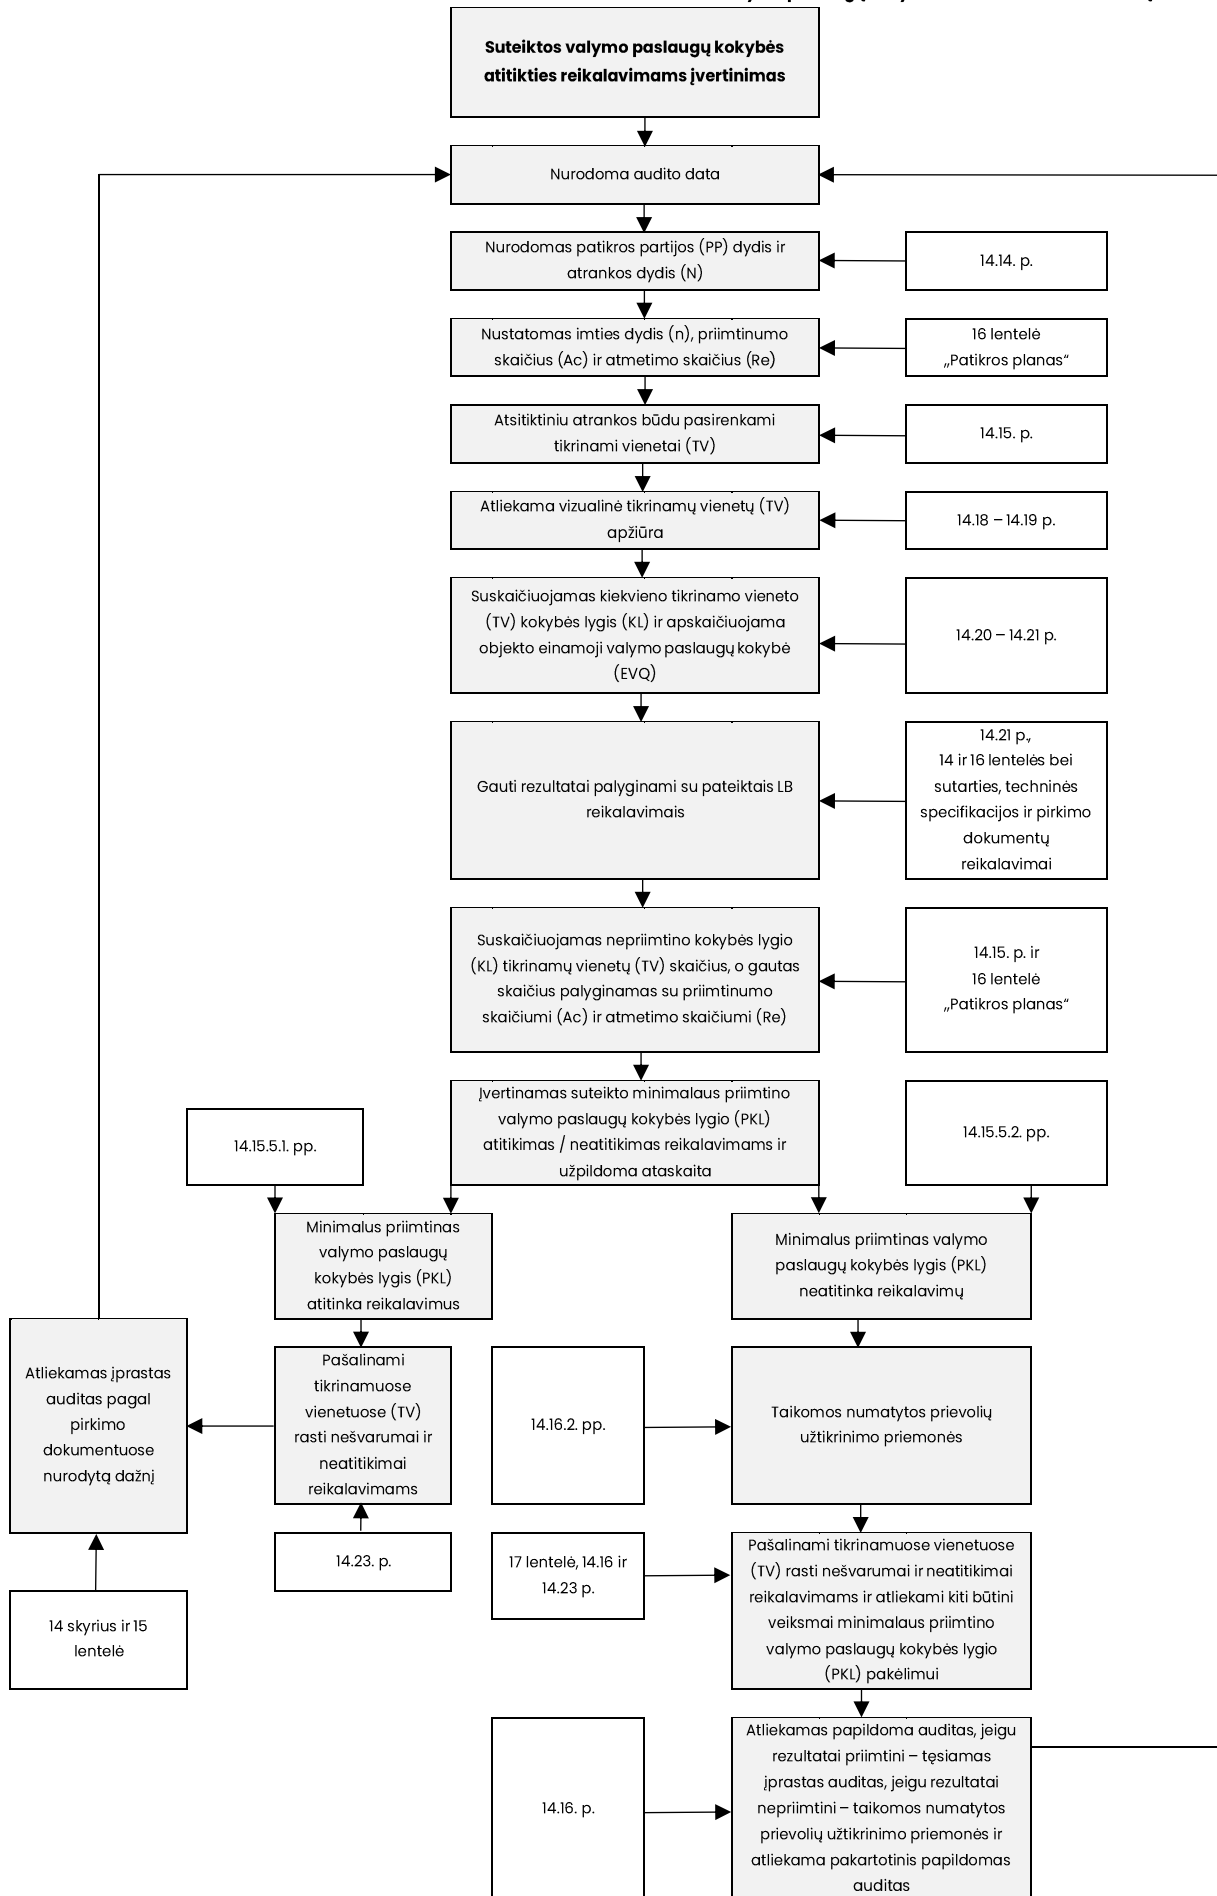 Suteiktos valymo paslaugų kokybės
atitikties reikalavimams įvertinimas
Nurodoma audito data
Nurodomas patikros partijos (PP) dydis ir
atrankos dydis (N)
14.14. p.
Nustatomas imties dydis (n), priimtinumo
skaičius (Ac) ir atmetimo skaičius (Re)
16 lentelė
„Patikros planas“
Atsitiktiniu atrankos būdu pasirenkami
tikrinami vienetai (TV)
14.15. p.
Atliekama vizualinė tikrinamų vienetų (TV)
apžiūra
14.18 – 14.19 p.
Suskaičiuojamas kiekvieno tikrinamo vieneto
(TV) kokybės lygis (KL) ir apskaičiuojama
objekto einamoji valymo paslaugų kokybė
(EVQ)
14.20 – 14.21 p.
Gauti rezultatai palyginami su pateiktais LB
reikalavimais
14.21 p.,
14 ir 16 lentelės bei
sutarties, techninės
specifikacijos ir pirkimo
dokumentų
reikalavimai
Suskaičiuojamas nepriimtino kokybės lygio
(KL) tikrinamų vienetų (TV) skaičius, o gautas
skaičius palyginamas su priimtinumo
skaičiumi (Ac) ir atmetimo skaičiumi (Re)
14.15. p. ir
16 lentelė
„Patikros planas“
Įvertinamas suteikto minimalaus priimtino
valymo paslaugų kokybės lygio (PKL)
atitikimas / neatitikimas reikalavimams ir
užpildoma ataskaita
14.15.5.1. pp.
14.15.5.2. pp.
Minimalus priimtinas
valymo paslaugų
kokybės lygis (PKL)
atitinka reikalavimus
Minimalus priimtinas valymo
paslaugų kokybės lygis (PKL)
neatitinka reikalavimų
Atliekamas įprastas
auditas pagal
pirkimo
dokumentuose
nurodytą dažnį
Pašalinami
tikrinamuose
vienetuose (TV)
rasti nešvarumai ir
neatitikimai
reikalavimams
14.16.2. pp.
Taikomos numatytos prievolių
užtikrinimo priemonės
14.23. p.
17 lentelė, 14.16 ir
14.23 p.
Pašalinami tikrinamuose vienetuose
(TV) rasti nešvarumai ir neatitikimai
reikalavimams ir atliekami kiti būtini
veiksmai minimalaus priimtino
valymo paslaugų kokybės lygio
(PKL) pakėlimui
14 skyrius ir 15
lentelė
14.16. p.
Atliekamas papildoma auditas, jeigu
rezultatai priimtini – tęsiamas
įprastas auditas, jeigu rezultatai
nepriimtini – taikomos numatytos
prievolių užtikrinimo priemonės ir
atliekama pakartotinis papildomas
auditas